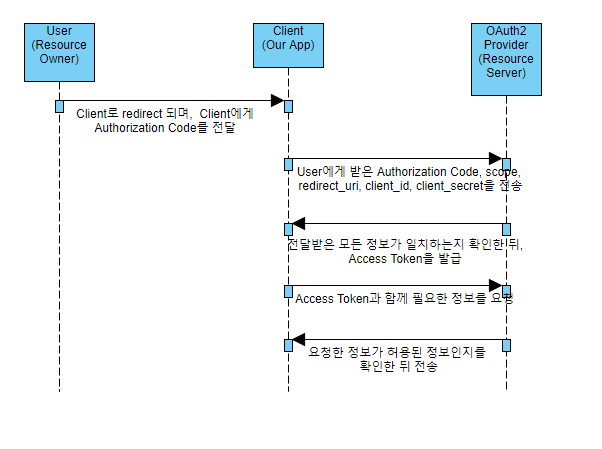 User
(Resource
Owner)
Client
(Our App)
OAuth2
Provider
(Resource
Server)
Client로 redirect 되며, Client에게
Authorization Code를 전달
User에게 받은 Authorization Code, scope,
redirect_uri, client_id, client_secret을 전송
전달받은 모든 정보가 일치하는지 확인한 뒤,
Access Token을 발급
Access Token과 함께 필요한 정보를 요청
요청한 정보가 허용된 정보인지를
확인한 뒤 전송